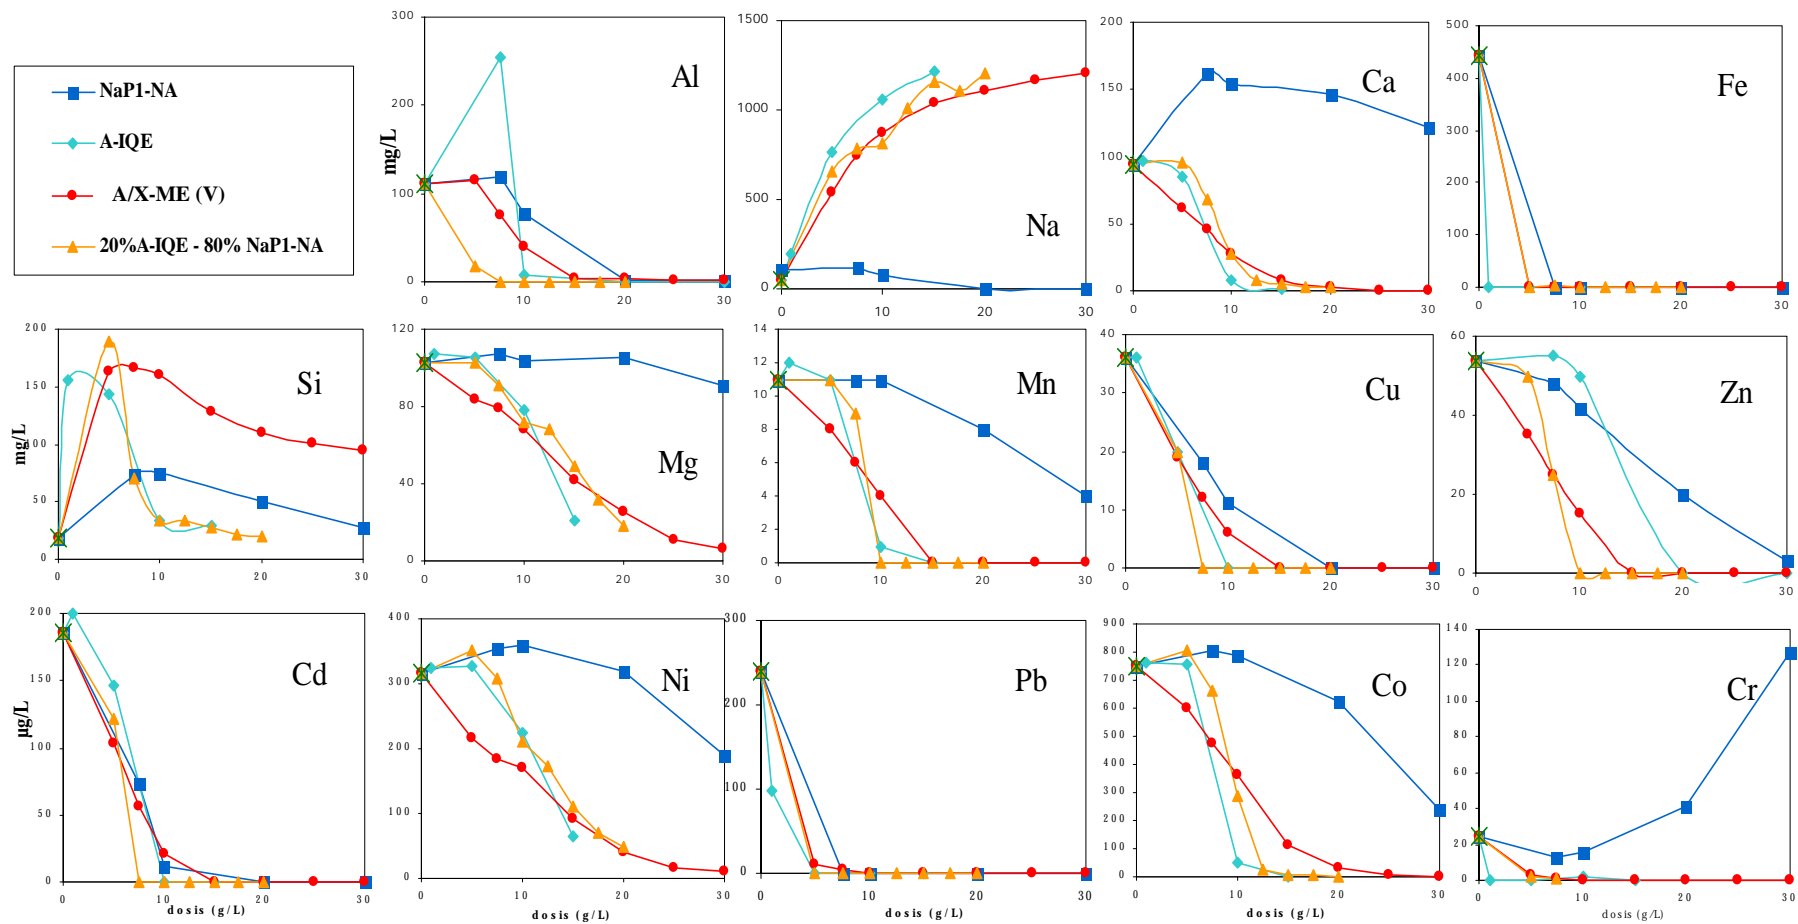 NaP1-NA
A-IQE
A/X-ME (V)
20%A-IQE - 80% NaP1-NA
mg/L
300
200
100
0
0 10 20 30
Al
1500
1000
500
0
0 10 20 30
Na
200
150
100
50
0
0 10 20 30
Ca
500
400
300
200
100
0
0 10 20 30
Fe
mg/L
200
150
100
50
0
0 10 20 30
Si
120
80
40
0
0 10 20 30
Mg
14
12
10
8
6
4
2
0
0 10 20 30
Mn
40
30
20
10
0
0 10 20 30
Cu
60
40
20
0
0 10 20 30
Zn
µg/L
200
150
100
50
0
0 10 20 30
dosis (g/L)
Cd
400
300
200
100
0
0 10 20 30
dosis (g/L)
Ni
300
200
100
0
0 10 20 30
dosis (g/L)
Pb
900
800
700
600
500
400
300
200
100
0
0 10 20 30
dosis (g/L)
Co
140
120
100
80
60
40
20
0
0 10 20 30
dosis (g/L)
Cr